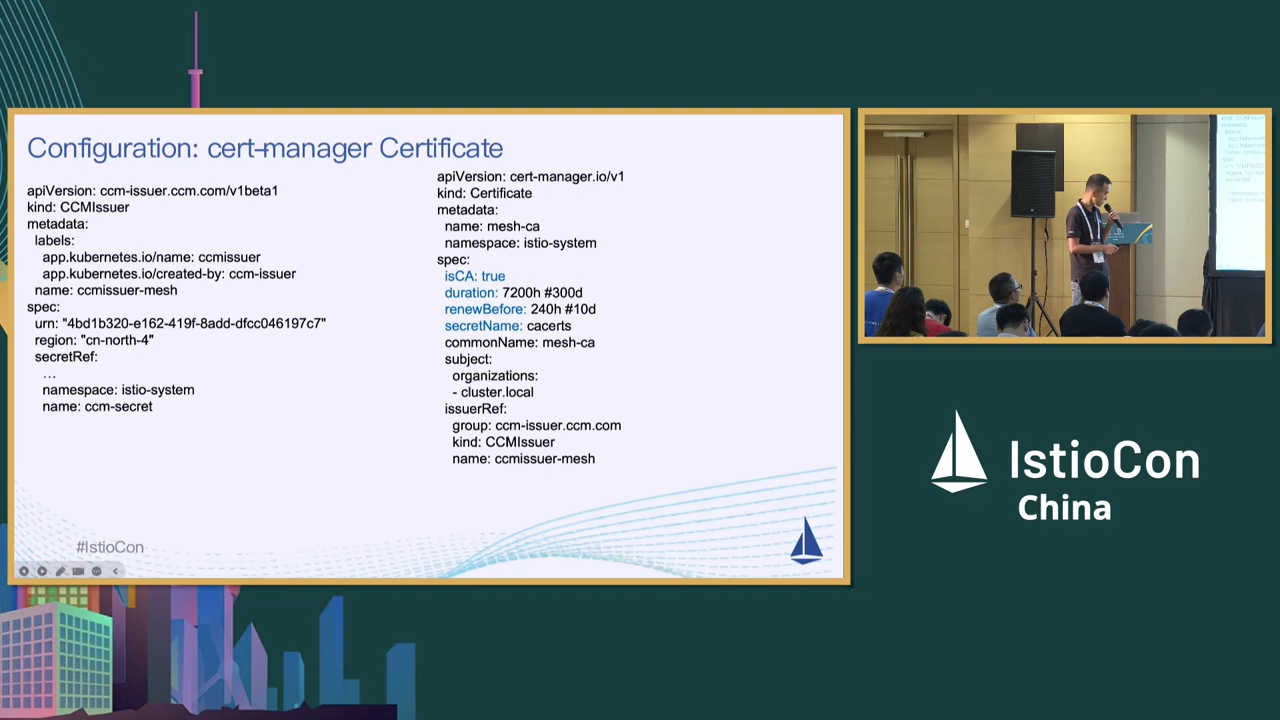 Configuration: cert-manager Certificate
apiVersion: ccm-issuer.ccm.com/v1beta1
kind: CCMIssuer
metadata:
labels:
app.kubernetes.io/name: ccmissuer
app.kubernetes.io/created-by: ccm-issuer
name: ccmissuer-mesh
spec:
urn: "4bd1b320-e162-419f-8add-dfcc046197c7"
region: "cn-north-4"
secretRef:
...
namespace: istio-system
name: ccm-secret
apiVersion: cert-manager.io/v1
kind: Certificate
metadata:
name: mesh-ca
namespace: istio-system
spec:
isCA: true
duration: 7200h #300d
renewBefore: 240h #10d
secretName: cacerts
commonName: mesh-ca
subject:
organizations:
- cluster.local
issuerRef:
group: ccm-issuer.ccm.com
kind: CCMIssuer
name: ccmissuer-mesh
#IstioCon
IstioCon
China